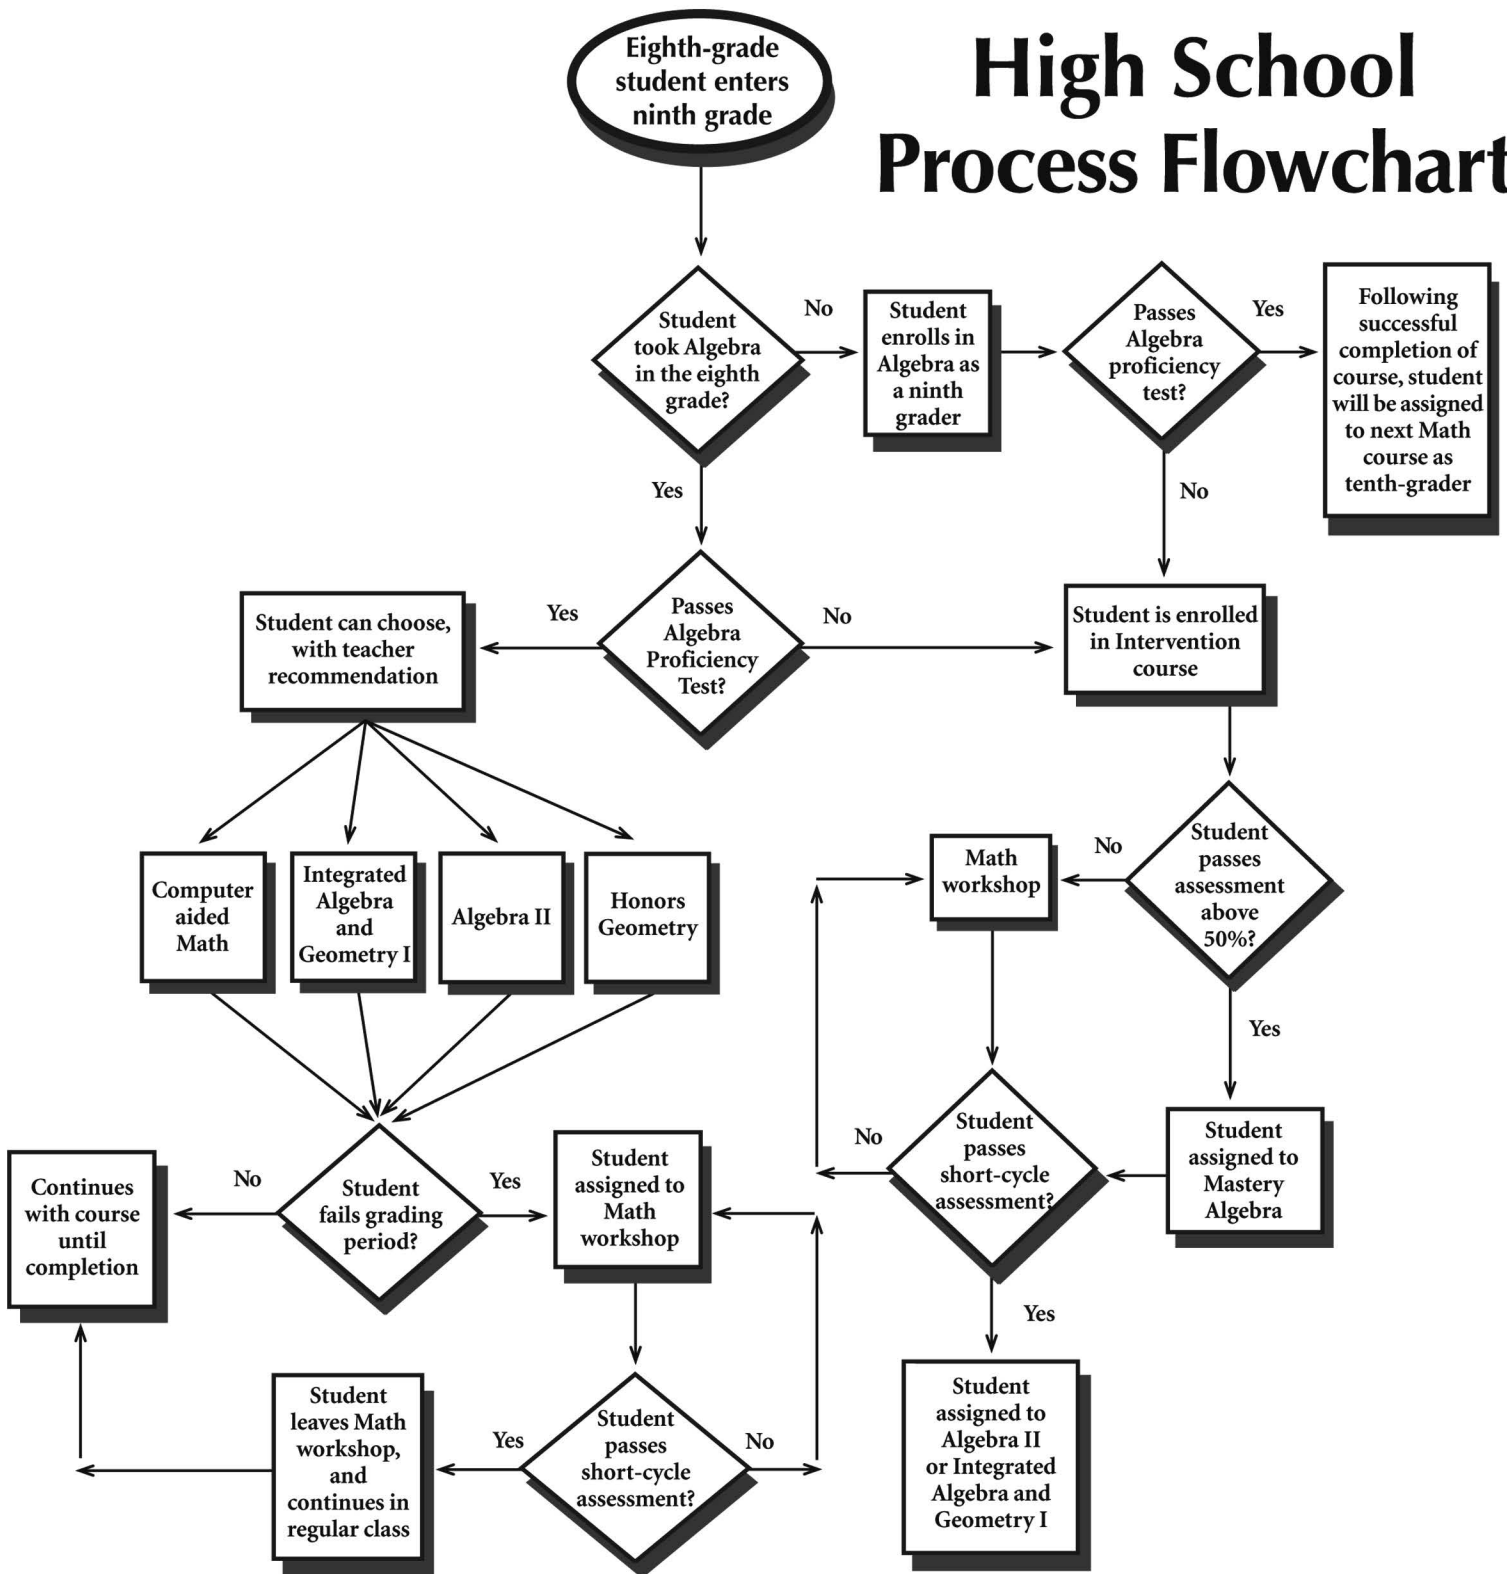 Eighth-grade
student enters
ninth grade
High School
Process Flowchart
Student
took Algebra
in the eighth
grade?
No
Student
enrolls in
Algebra as
a ninth
grader
Passes
Algebra
proficiency
test?
Yes
Following
successful
completion of
course, student
will be assigned
to next Math
course as
tenth-grader
Yes
No
Student can choose,
with teacher
recommendation
Yes
Passes
Algebra
Proficiency
Test?
No
Student is enrolled
in Intervention
course
Computer
aided
Math
Integrated
Algebra
and
Geometry I
Algebra II
Honors
Geometry
Math
workshop
No
Student
passes
assessment
above
50%?
Yes
Continues
with course
until
completion
No
Student
fails grading
period?
Yes
Student
assigned to
Math
workshop
No
Student
passes
short-cycle
assessment?
Student
assigned to
Mastery
Algebra
Yes
Student
leaves Math
workshop,
and
continues in
regular class
Yes
Student
passes
short-cycle
assessment?
No
Student
assigned to
Algebra II
or Integrated
Algebra and
Geometry I